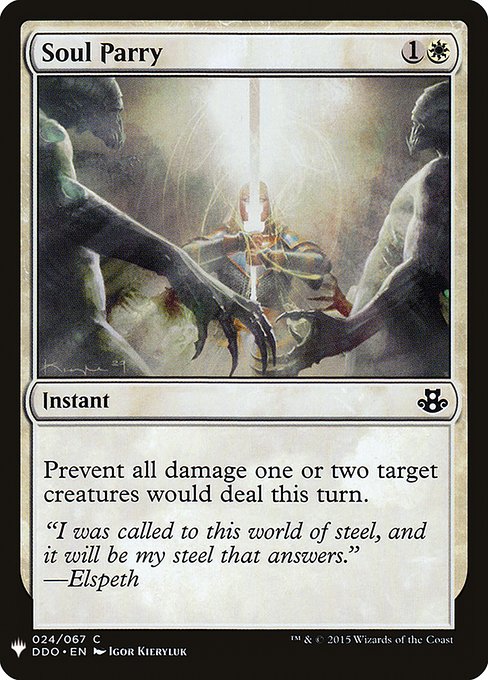 Soul Parry
1
Instant
Prevent all damage one or two target
creatures would deal this turn.
“I was called to this world of steel, and
it will be my steel that answers.”
—Elspeth
024/067 C
DDO • EN Igor Kieryluk
™ & © 2015 Wizards of the Coast